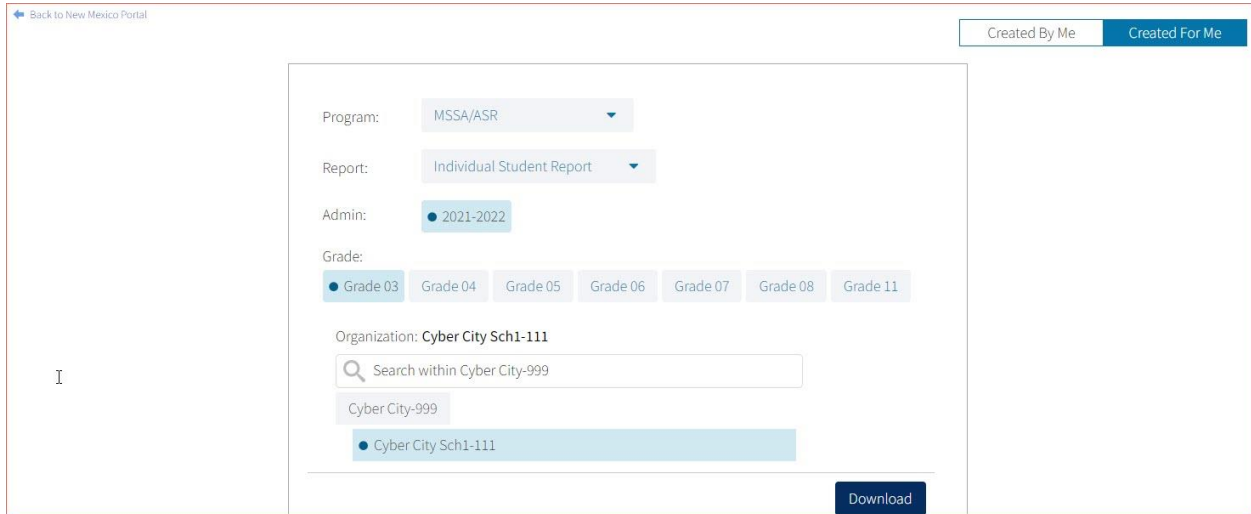 Back to New Mexico Portal
Created By Me Created For Me
Program: MSSA/ASR
Report: Individual Student Report
Admin: 2021-2022
Grade:
Grade 03 Grade 04 Grade 05 Grade 06 Grade 07 Grade 08 Grade 11
Organization: Cyber City Sch1-111
Search within Cyber City-999
Cyber City-999
Cyber City Sch1-111
Download